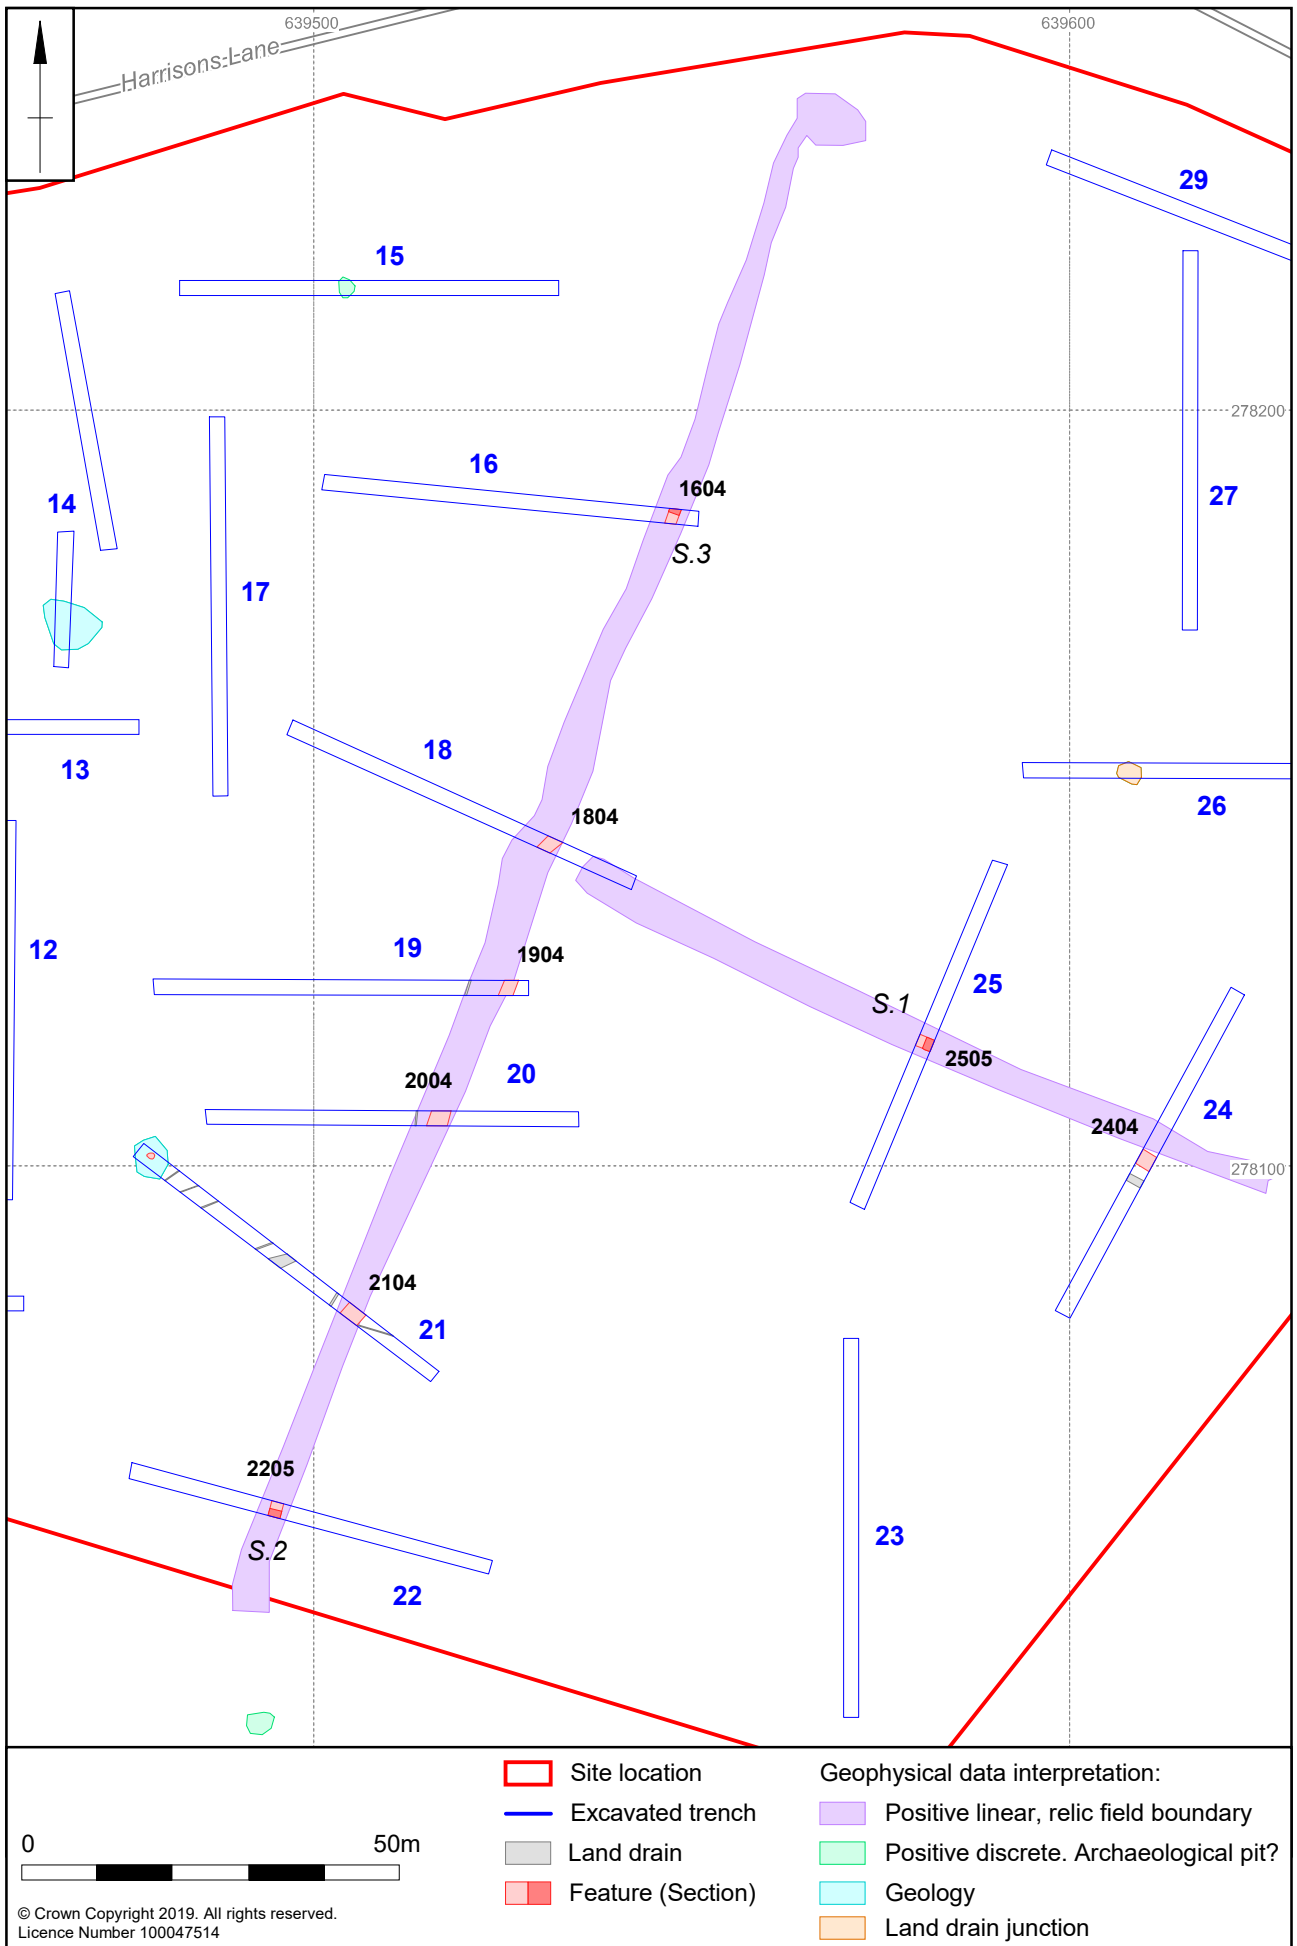 639500
639600
Harrisons Lane
29
15
278200
16
1604
14
27
S.3
17
18
13
26
1804
12
19
1904
25
S.1
20
2505
2004
24
2404
278100
2104
21
2205
23
S.2
22
Site location
Geophysical data interpretation:
Excavated trench
Positive linear, relic field boundary
0 50m
Land drain
Positive discrete. Archaeological pit?
Feature (Section)
Geology
© Crown Copyright 2019. All rights reserved.
Licence Number 100047514
Land drain junction